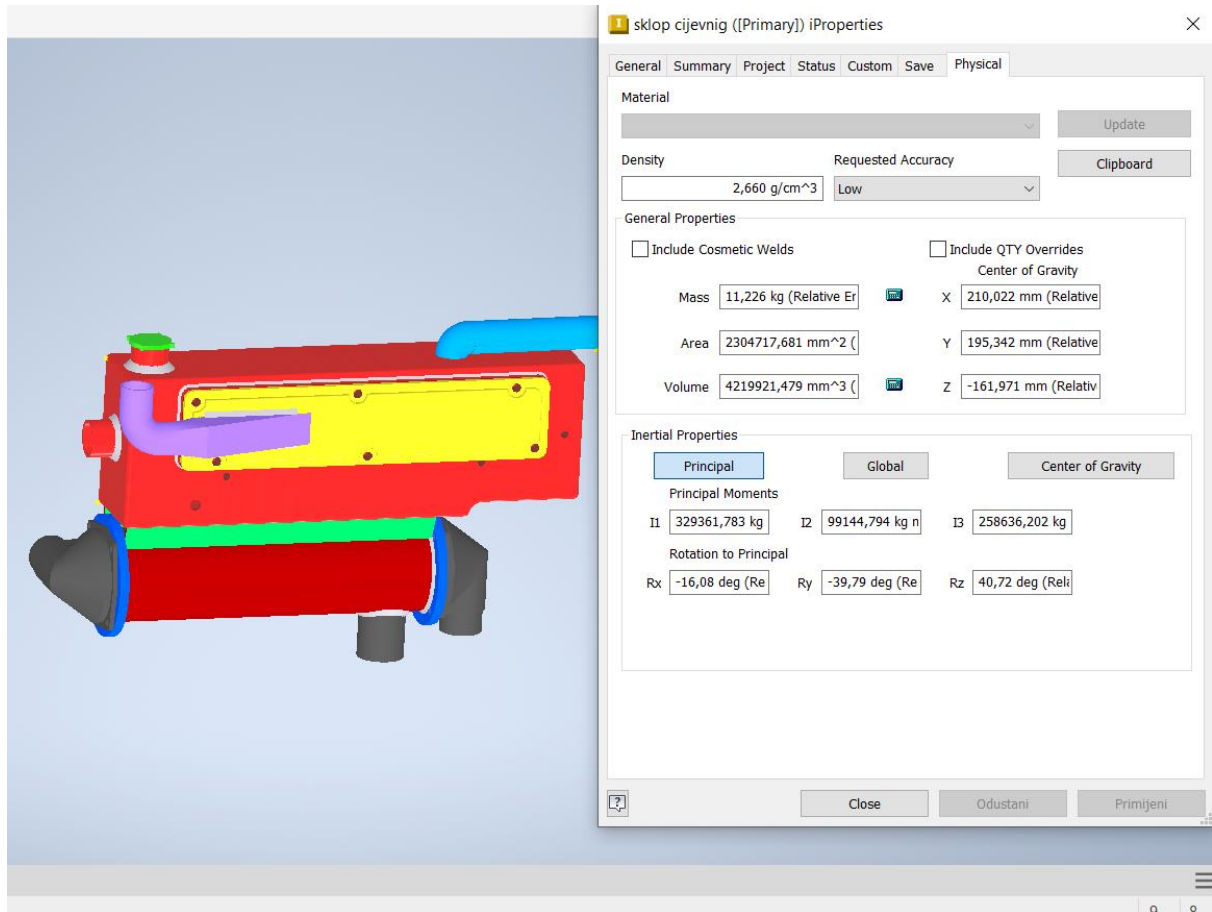 sklop cijevnig ([Primary]) iProperties
General Summary Project Status Custom Save Physical
Material
Update
Density Requested Accuracy Clipboard
2,660 g/cm^3 Low
General Properties
Include Cosmetic Welds Include QTY Overrides
Center of Gravity
Mass 11,226 kg (Relative Er X 210,022 mm (Relative
Area 2304717,681 mm^2 ( Y 195,342 mm (Relative
Volume 4219921,479 mm^3 ( Z -161,971 mm (Relativ
Inertial Properties
Principal Global Center of Gravity
Principal Moments
I1 329361,783 kg I2 99144,794 kg n I3 258636,202 kg
Rotation to Principal
Rx -16,08 deg (Re Ry -39,79 deg (Re Rz 40,72 deg (Rela
? Close Odustani Primijeni